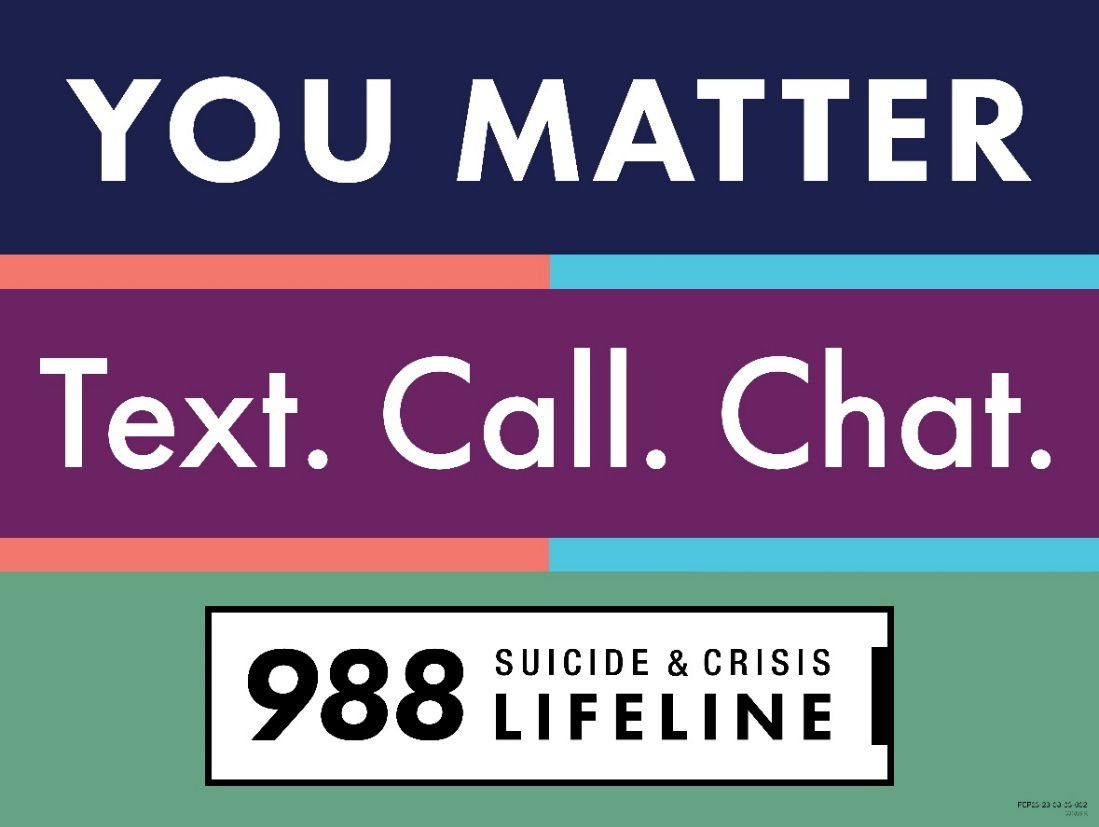 YOU MATTER
Text. Call. Chat.
988 SUICIDE & CRISIS
LIFELINE